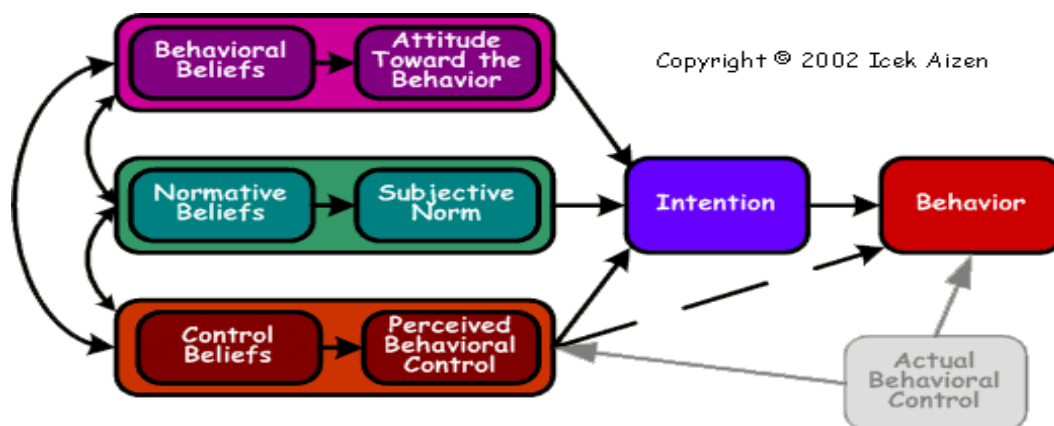 Behavioral
Beliefs
Attitude
Toward the
Behavior
Copyright © 2002 Icek Aizen
Normative
Beliefs
Subjective
Norm
Intention
Behavior
Control
Beliefs
Perceived
Behavioral
Control
Actual
Behavioral
Control